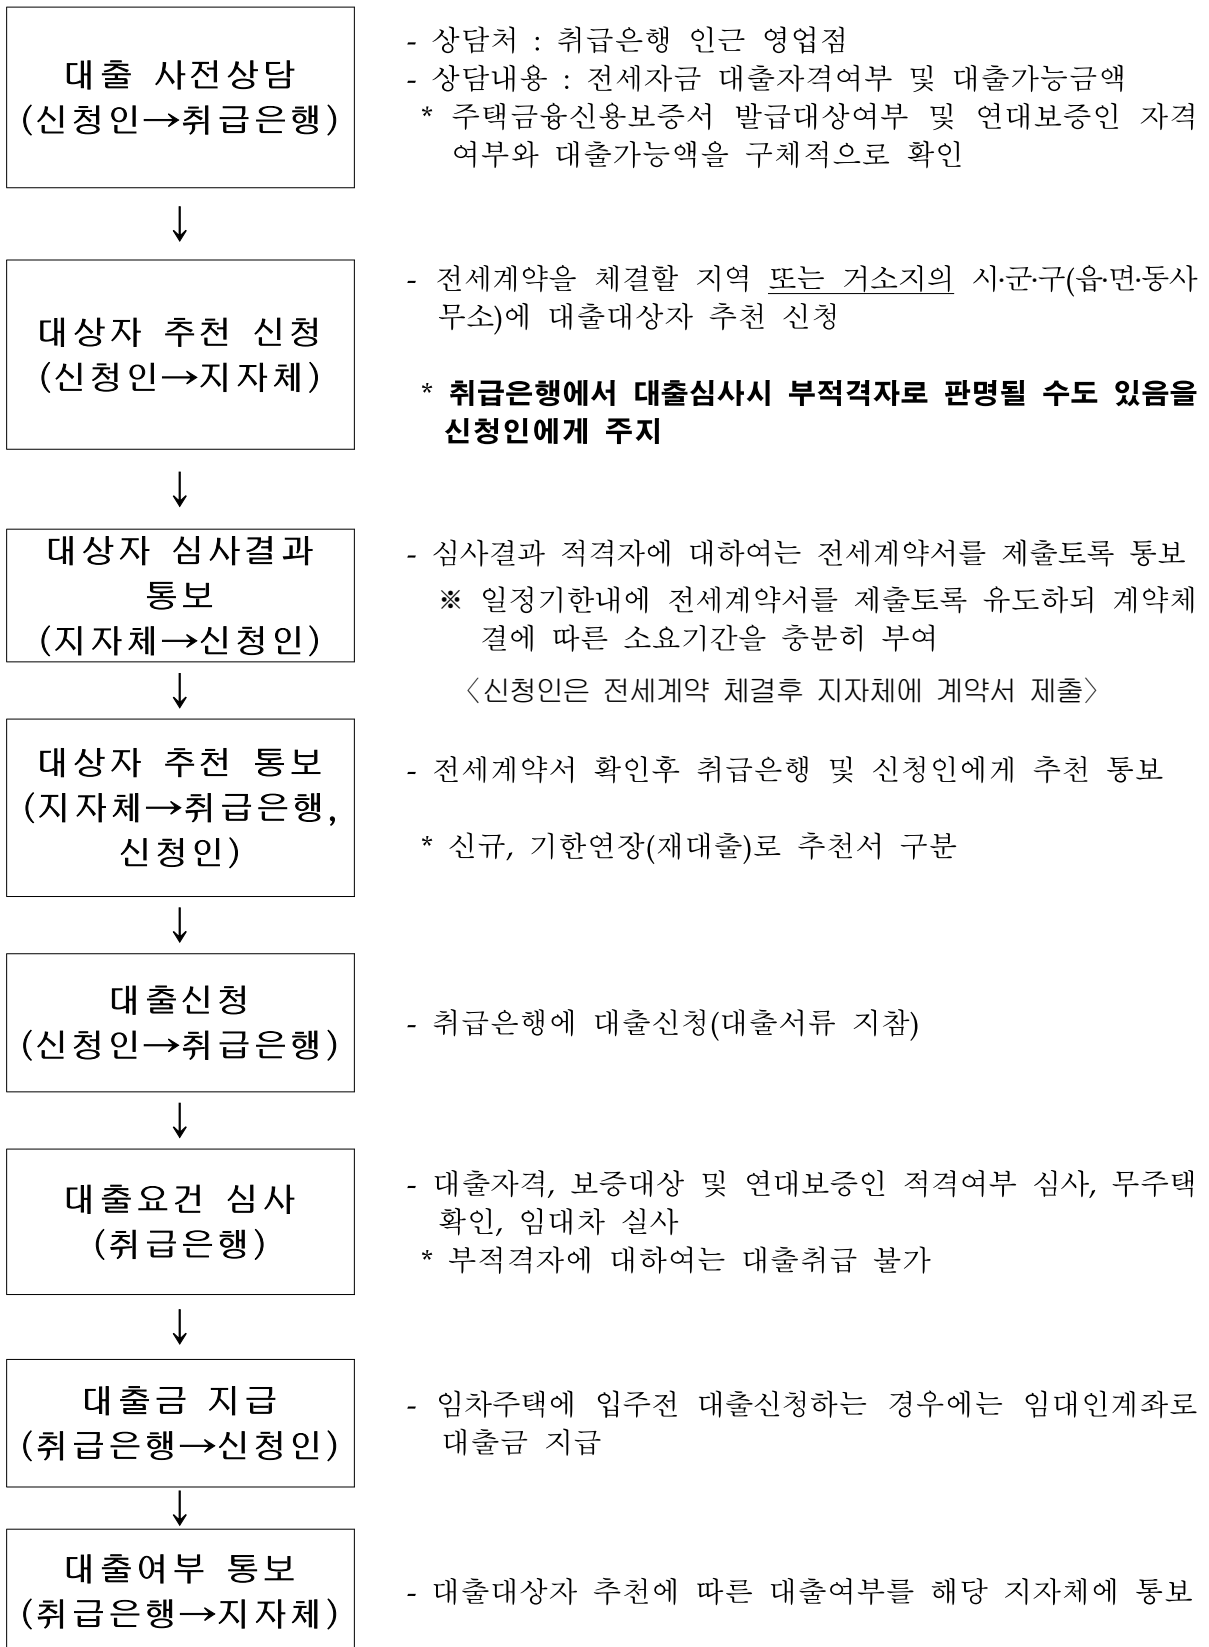 대출 사전상담
(신청인→취급은행)
- 상담처 : 취급은행 인근 영업점
- 상담내용 : 전세자금 대출자격여부 및 대출가능금액
* 주택금융신용보증서 발급대상여부 및 연대보증인 자격
여부와 대출가능액을 구체적으로 확인
↓
대상자 추천 신청
(신청인→지자체)
- 전세계약을 체결할 지역 또는 거소지의 시·군·구(읍·면·동사
무소)에 대출대상자 추천 신청
* 취급은행에서 대출심사시 부적격자로 판명될 수도 있음을
신청인에게 주지
↓
대상자 심사결과
통보
(지자체→신청인)
- 심사결과 적격자에 대하여는 전세계약서를 제출토록 통보
※ 일정기한내에 전세계약서를 제출토록 유도하되 계약체
결에 따른 소요기간을 충분히 부여
〈신청인은 전세계약 체결후 지자체에 계약서 제출〉
↓
대상자 추천 통보
(지자체→취급은행,
신청인)
- 전세계약서 확인후 취급은행 및 신청인에게 추천 통보
* 신규, 기한연장(재대출)로 추천서 구분
↓
대출신청
(신청인→취급은행)
- 취급은행에 대출신청(대출서류 지참)
↓
대출요건 심사
(취급은행)
- 대출자격, 보증대상 및 연대보증인 적격여부 심사, 무주택
확인, 임대차 실사
* 부적격자에 대하여는 대출취급 불가
↓
대출금 지급
(취급은행→신청인)
- 임차주택에 입주전 대출신청하는 경우에는 임대인계좌로
대출금 지급
↓
대출여부 통보
(취급은행→지자체)
- 대출대상자 추천에 따른 대출여부를 해당 지자체에 통보